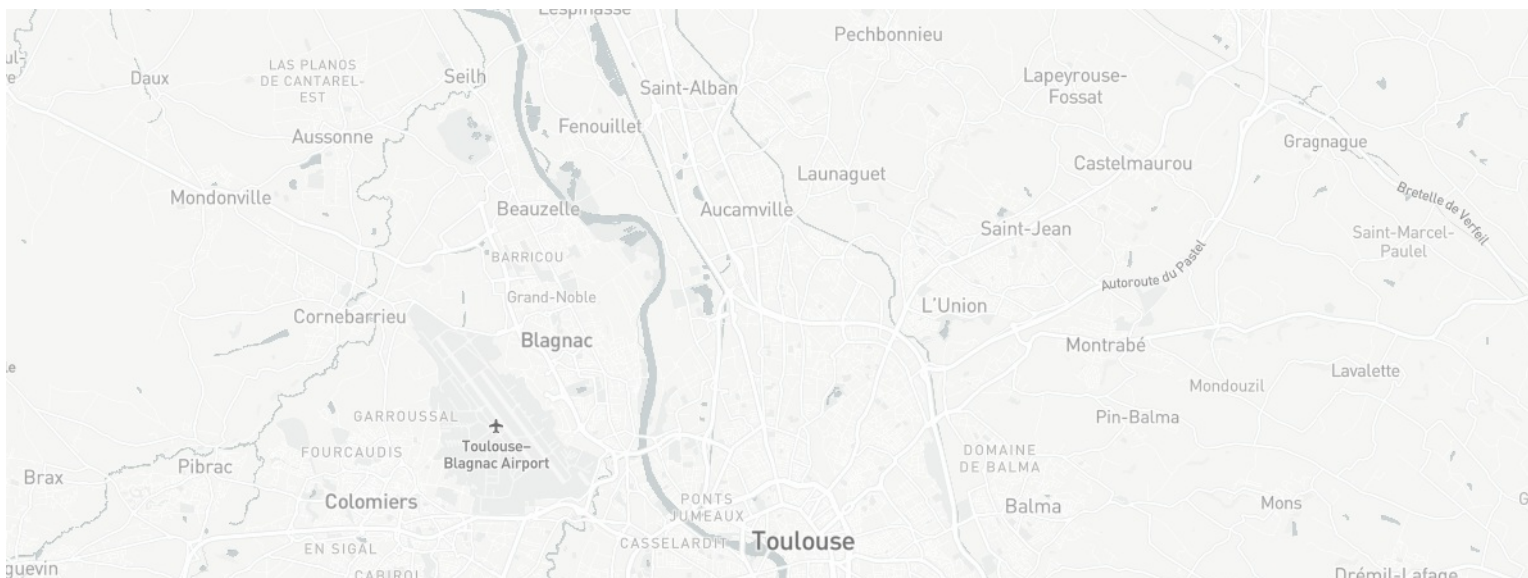 Lespinasse
Pechbonnieu
LAS PLANOS
DE CANTAREL-
EST
Daux
Seilh
Saint-Alban
Lapeyrouse-
Fossat
Aussonne
Fenouillet
Gragnague
Castelmaurou
Launaguet
Mondonville
Bretelle de Verfeil
Beauzelle
Aucamville
Saint-Jean
Saint-Marcel-
Paulel
BARRICOU
Autoroute du Pastel
Grand-Noble
L'Union
Cornebarrieu
Blagnac
Montrabé
Lavalette
Mondouzil
GARROUSSAL
Pin-Balma
Toulouse–
Blagnac Airport
FOURCAUDIS
DOMAINE
DE BALMA
Pibrac
Brax
Colomiers
PONTS
JUMEAUX
Balma
Mons
Toulouse
CASSELARDIT
EN SIGAL
guevin
CABIROL
Drémil-Lafage